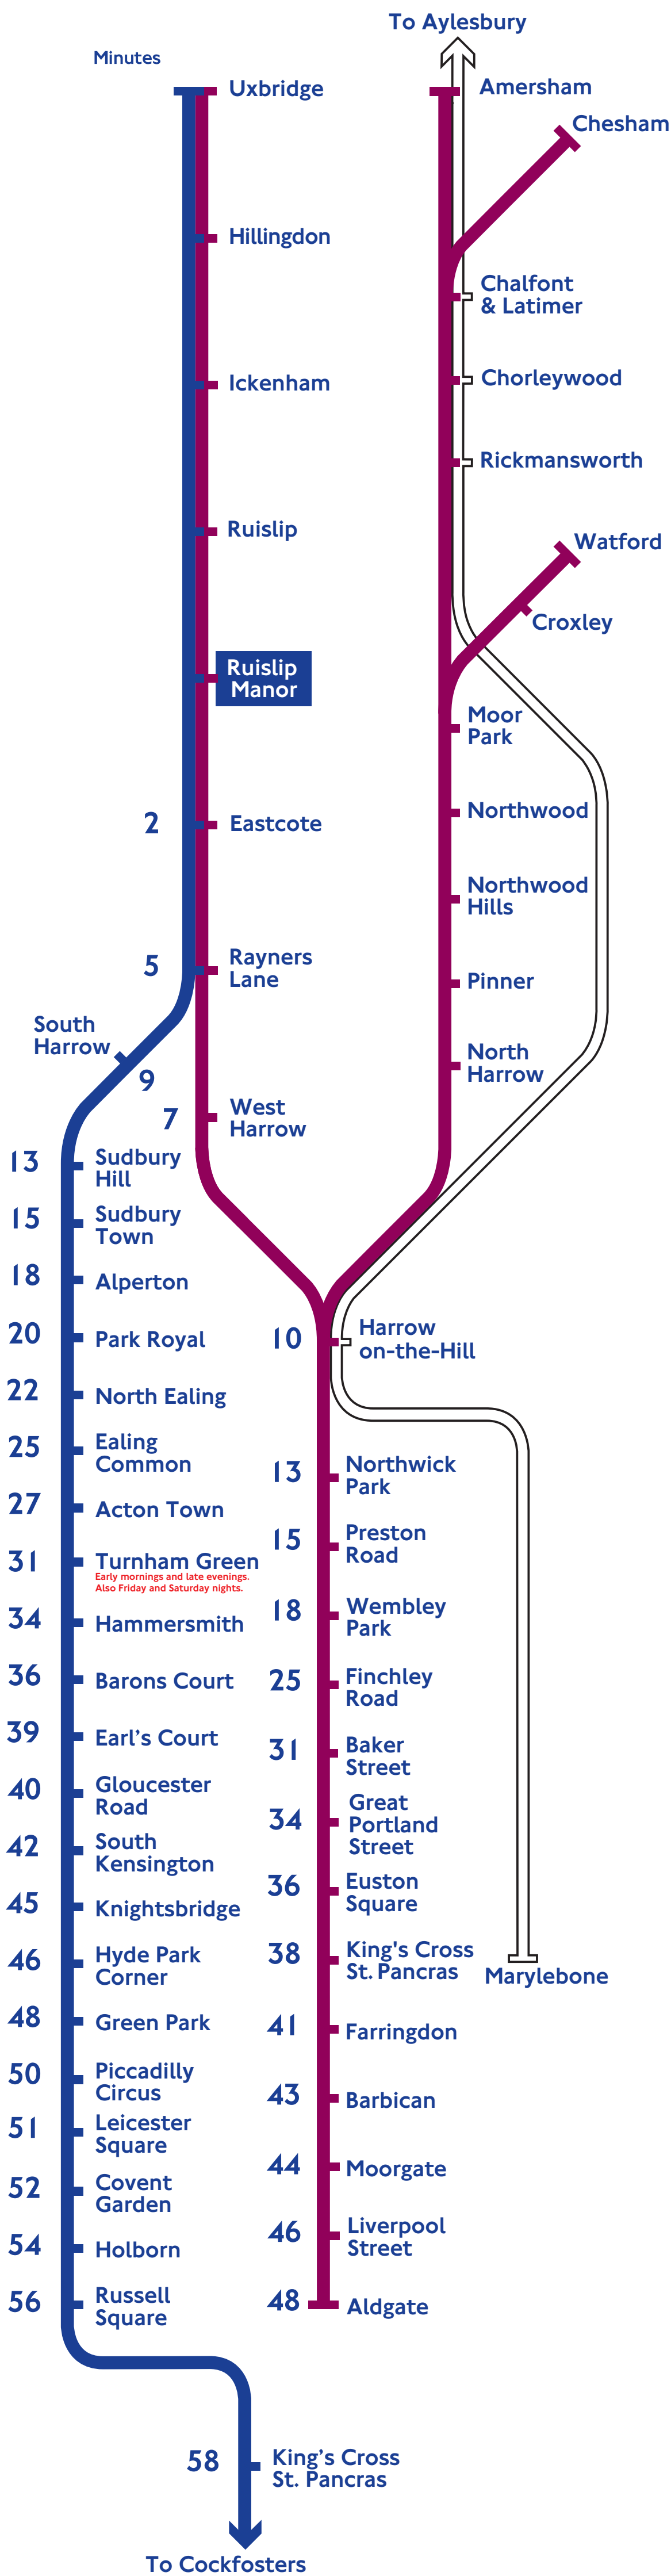 Minutes
Uxbridge
Hillingdon
Ickenham
Ruislip
Ruislip
Manor
2
Eastcote
5
Rayners
Lane
South
Harrow
9
7
West
Harrow
13
Sudbury
Hill
15
Sudbury
Town
18
Alperton
20
Park Royal
22
North Ealing
25
Ealing
Common
27
Acton Town
31
Turnham Green
Early mornings and late evenings.
Also Friday and Saturday nights.
34
Hammersmith
36
Barons Court
39
Earl's Court
40
Gloucester
Road
42
South
Kensington
45
Knightsbridge
46
Hyde Park
Corner
48
Green Park
50
Piccadilly
Circus
51
Leicester
Square
52
Covent
Garden
54
Holborn
56
Russell
Square
58
King's Cross
St. Pancras
To Cockfosters
To Aylesbury
Amersham
Chesham
Chalfont
& Latimer
Chorleywood
Rickmansworth
Watford
Croxley
Moor
Park
Northwood
Northwood
Hills
Pinner
North
Harrow
10
Harrow
on-the-Hill
13
Northwick
Park
15
Preston
Road
18
Wembley
Park
25
Finchley
Road
31
Baker
Street
34
Great
Portland
Street
36
Euston
Square
38
King's Cross
St. Pancras
Marylebone
41
Farringdon
43
Barbican
44
Moorgate
46
Liverpool
Street
48
Aldgate